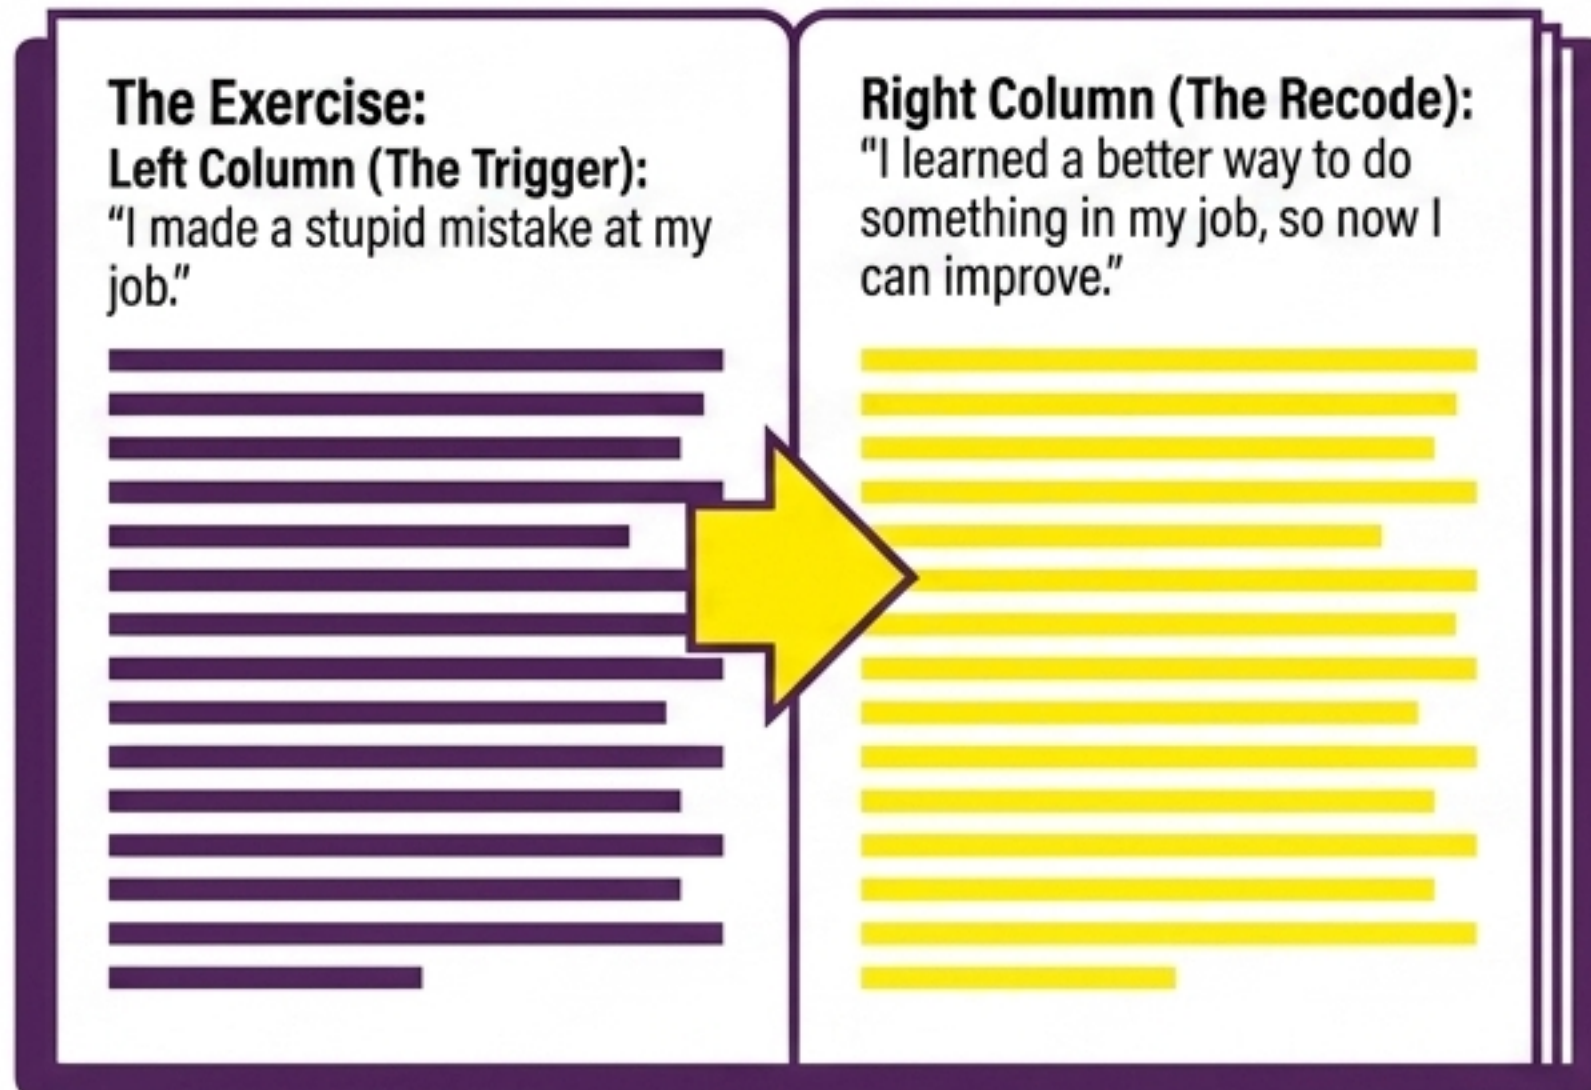 The Exercise:
Left Column (The Trigger):
“I made a stupid mistake at my
job.”
Right Column (The Recode):
“I learned a better way to do
something in my job, so now I
can improve.”